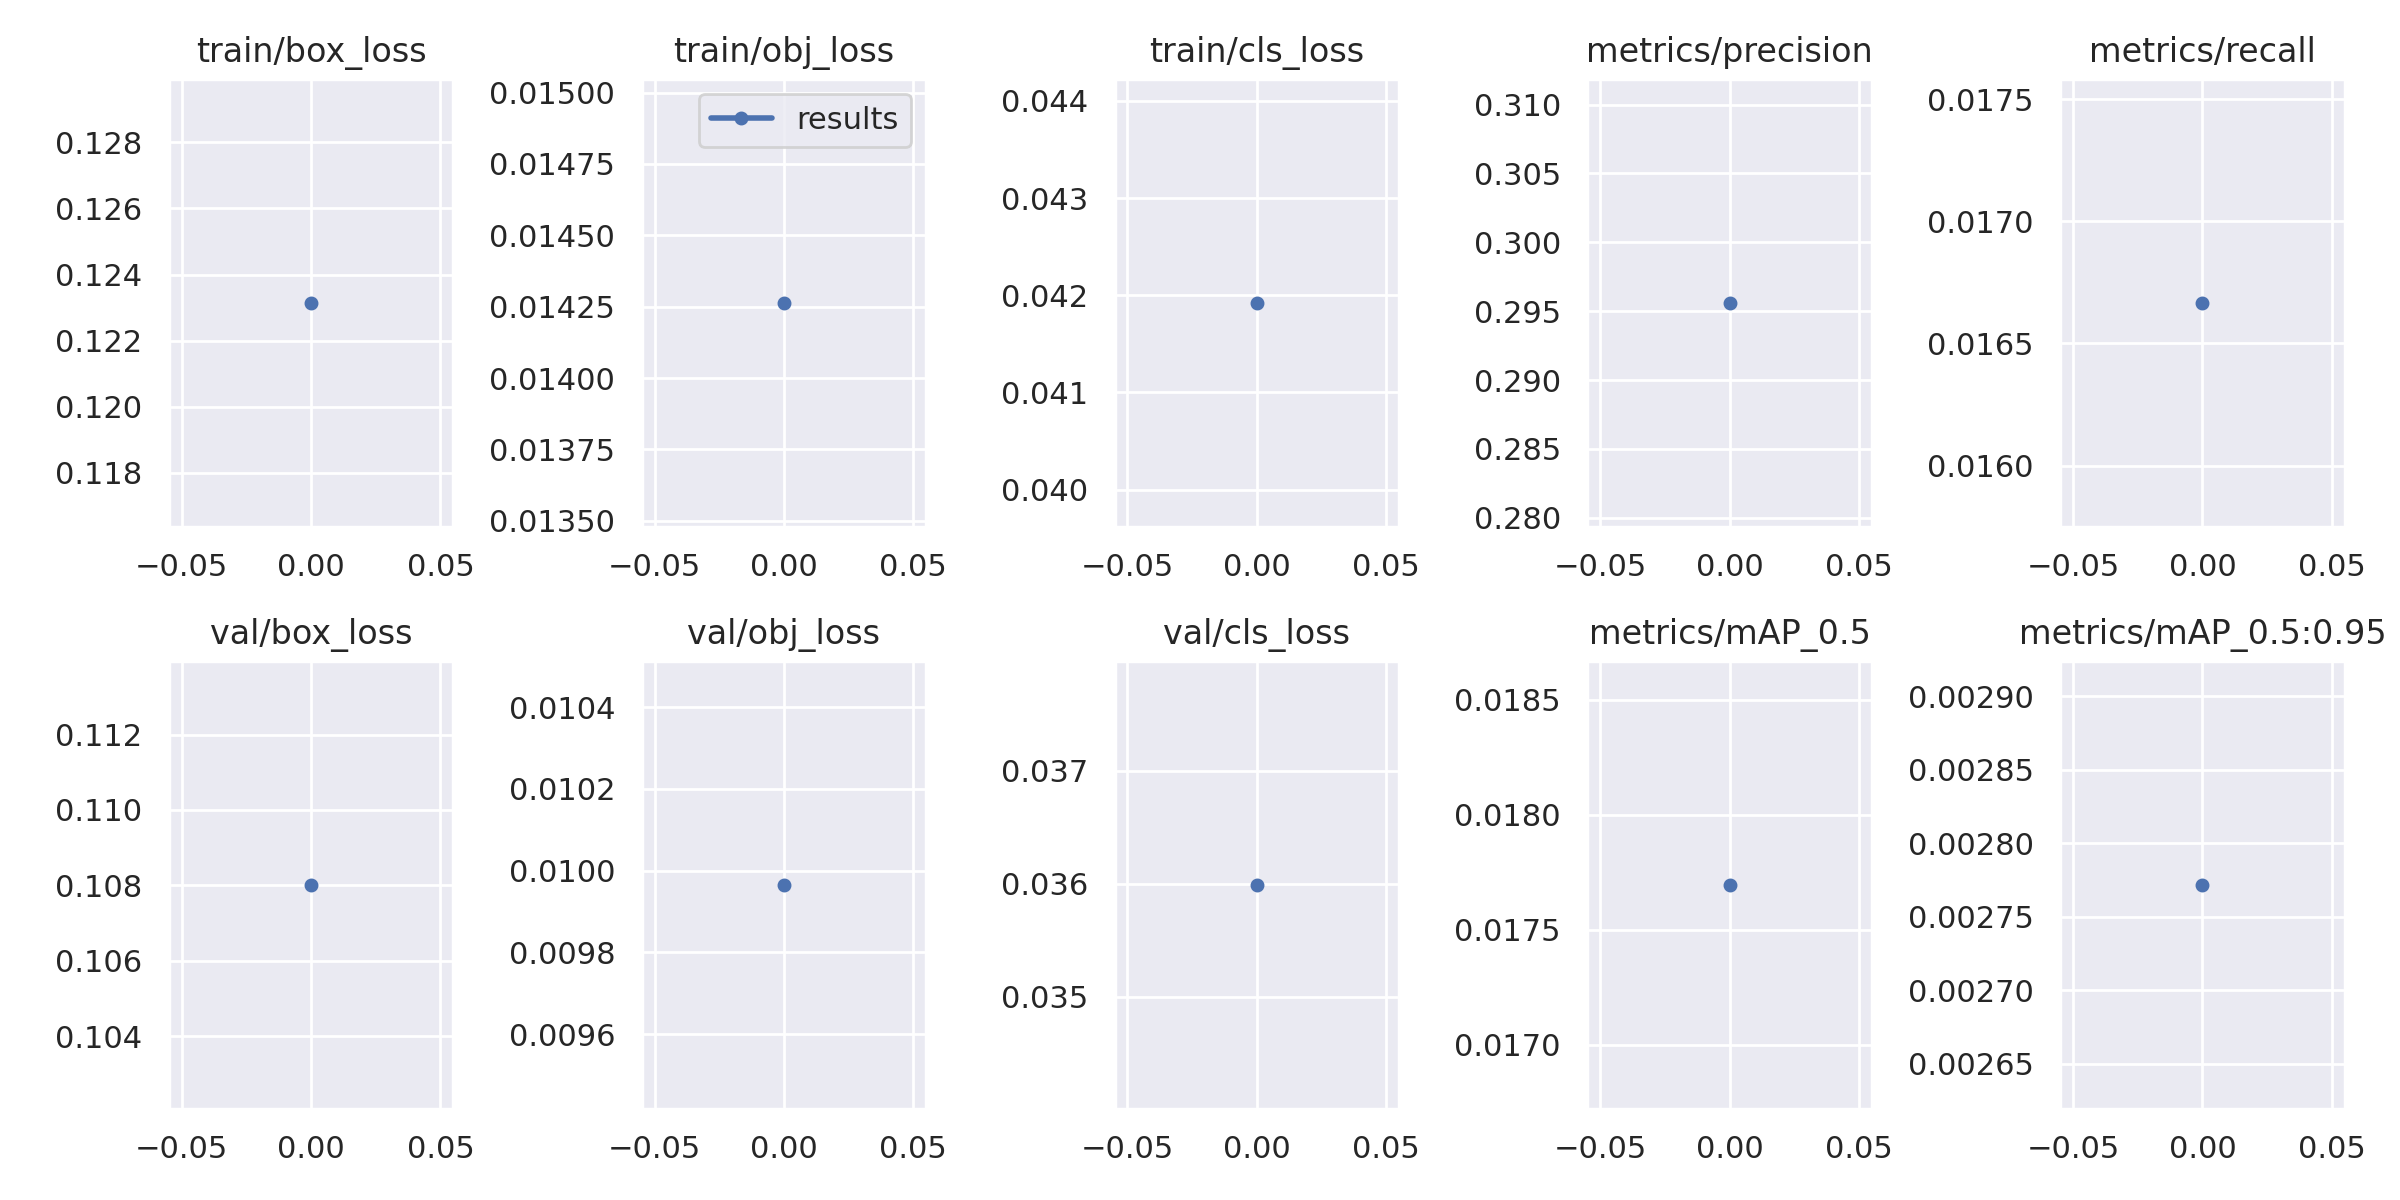 train/box_loss
0.128
0.126
0.124
0.122
0.120
0.118
−0.05 0.00 0.05
train/obj_loss
results
0.01500
0.01475
0.01450
0.01425
0.01400
0.01375
0.01350
−0.05 0.00 0.05
train/cls_loss
0.044
0.043
0.042
0.041
0.040
−0.05 0.00 0.05
metrics/precision
0.310
0.305
0.300
0.295
0.290
0.285
0.280
−0.05 0.00 0.05
metrics/recall
0.0175
0.0170
0.0165
0.0160
−0.05 0.00 0.05
val/box_loss
0.112
0.110
0.108
0.106
0.104
−0.05 0.00 0.05
val/obj_loss
0.0104
0.0102
0.0100
0.0098
0.0096
−0.05 0.00 0.05
val/cls_loss
0.037
0.036
0.035
−0.05 0.00 0.05
metrics/mAP_0.5
0.0185
0.0180
0.0175
0.0170
−0.05 0.00 0.05
metrics/mAP_0.5:0.95
0.00290
0.00285
0.00280
0.00275
0.00270
0.00265
−0.05 0.00 0.05